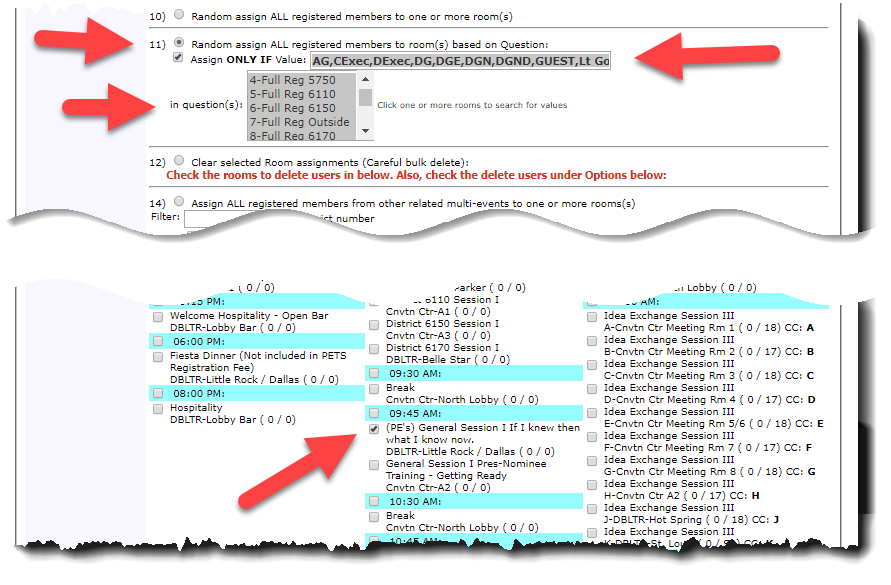 10) Random assign ALL registered members to one or more room(s)
11) Random assign ALL registered members to room(s) based on Question:
Assign ONLY IF Value: AG,CExec,DExec,DG,DGE,DGN,DGND,GUEST,Lt Go
in question(s):
4-Full Reg 5750
5-Full Reg 6110
6-Full Reg 6150
7-Full Reg Outside
8-Full Reg 6170
Click one or more rooms to search for values
12) Clear selected Room assignments (Careful bulk delete):
Check the rooms to delete users in below. Also, check the delete users under Options below:
14) Assign ALL registered members from other related multi-events to one or more rooms(s)
Filter: number
( 0 / 0)
PM:
Welcome Hospitality - Open Bar
DBLTR-Lobby Bar ( 0 / 0)
06:00 PM:
Fiesta Dinner (Not included in PETS
Registration Fee)
DBLTR-Little Rock / Dallas ( 0 / 0)
08:00 PM:
Hospitality
DBLTR-Lobby Bar ( 0 / 0)
( 0 / 0)
District 6110 Session I
Cnvtn Ctr-A1 ( 0 / 0)
District 6150 Session I
Cnvtn Ctr-A3 ( 0 / 0)
District 6170 Session I
DBLTR-Belle Star ( 0 / 0)
09:30 AM:
Break
Cnvtn Ctr-North Lobby ( 0 / 0)
09:45 AM:
(PE's) General Session I If I knew then
what I know now.
DBLTR-Little Rock / Dallas ( 0 / 0)
General Session I Pres-Nominee
Training - Getting Ready
Cnvtn Ctr-A2 ( 0 / 0)
10:30 AM:
Break
Cnvtn Ctr-North Lobby ( 0 / 0)
10:45 AM:
Lobby ( 0 / 0)
AM:
Idea Exchange Session III
A-Cnvtn Ctr Meeting Rm 1 ( 0 / 18) CC: A
Idea Exchange Session III
B-Cnvtn Ctr Meeting Rm 2 ( 0 / 17) CC: B
Idea Exchange Session III
C-Cnvtn Ctr Meeting Rm 3 ( 0 / 18) CC: C
Idea Exchange Session III
D-Cnvtn Ctr Meeting Rm 4 ( 0 / 17) CC: D
Idea Exchange Session III
E-Cnvtn Ctr Meeting Rm 5/6 ( 0 / 18) CC: E
Idea Exchange Session III
F-Cnvtn Ctr Meeting Rm 7 ( 0 / 17) CC: F
Idea Exchange Session III
G-Cnvtn Ctr Meeting Rm 8 ( 0 / 18) CC: G
Idea Exchange Session III
H-Cnvtn Ctr A2 ( 0 / 17) CC: H
Idea Exchange Session III
J-DBLTR-Hot Spring ( 0 / 18) CC: J
Idea Exchange Session III
K-DBLTR-St. Louis